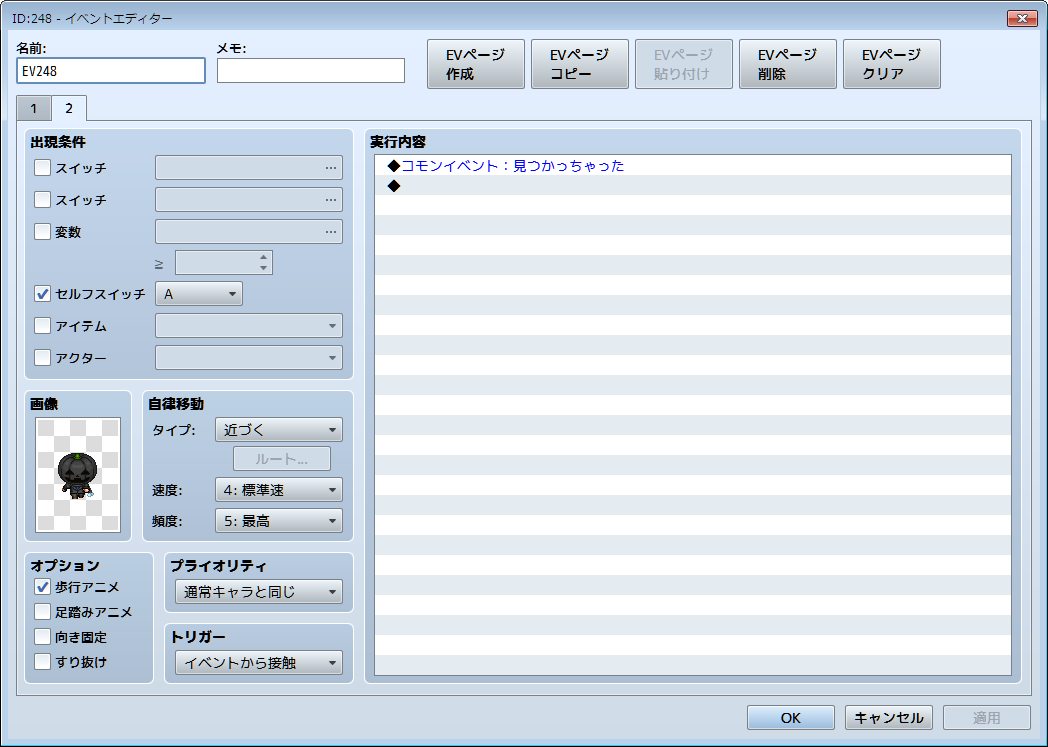 ID:248 - イベントエディター
名前:
メモ:
EV248
EVページ
作成
EVページ
コピー
EVページ
貼り付け
EVページ
削除
EVページ
クリア
1
2
出現条件
スイッチ
...
スイッチ
...
変数
...
≥
セルフスイッチ
A
アイテム
アクター
画像
自律移動
タイプ:
近づく
ルート...
速度:
4: 標準速
頻度:
5: 最高
オプション
歩行アニメ
足踏みアニメ
向き固定
すり抜け
プライオリティ
通常キャラと同じ
トリガー
イベントから接触
実行内容
◆コモンイベント：見つかっちゃった
◆
OK
キャンセル
適用